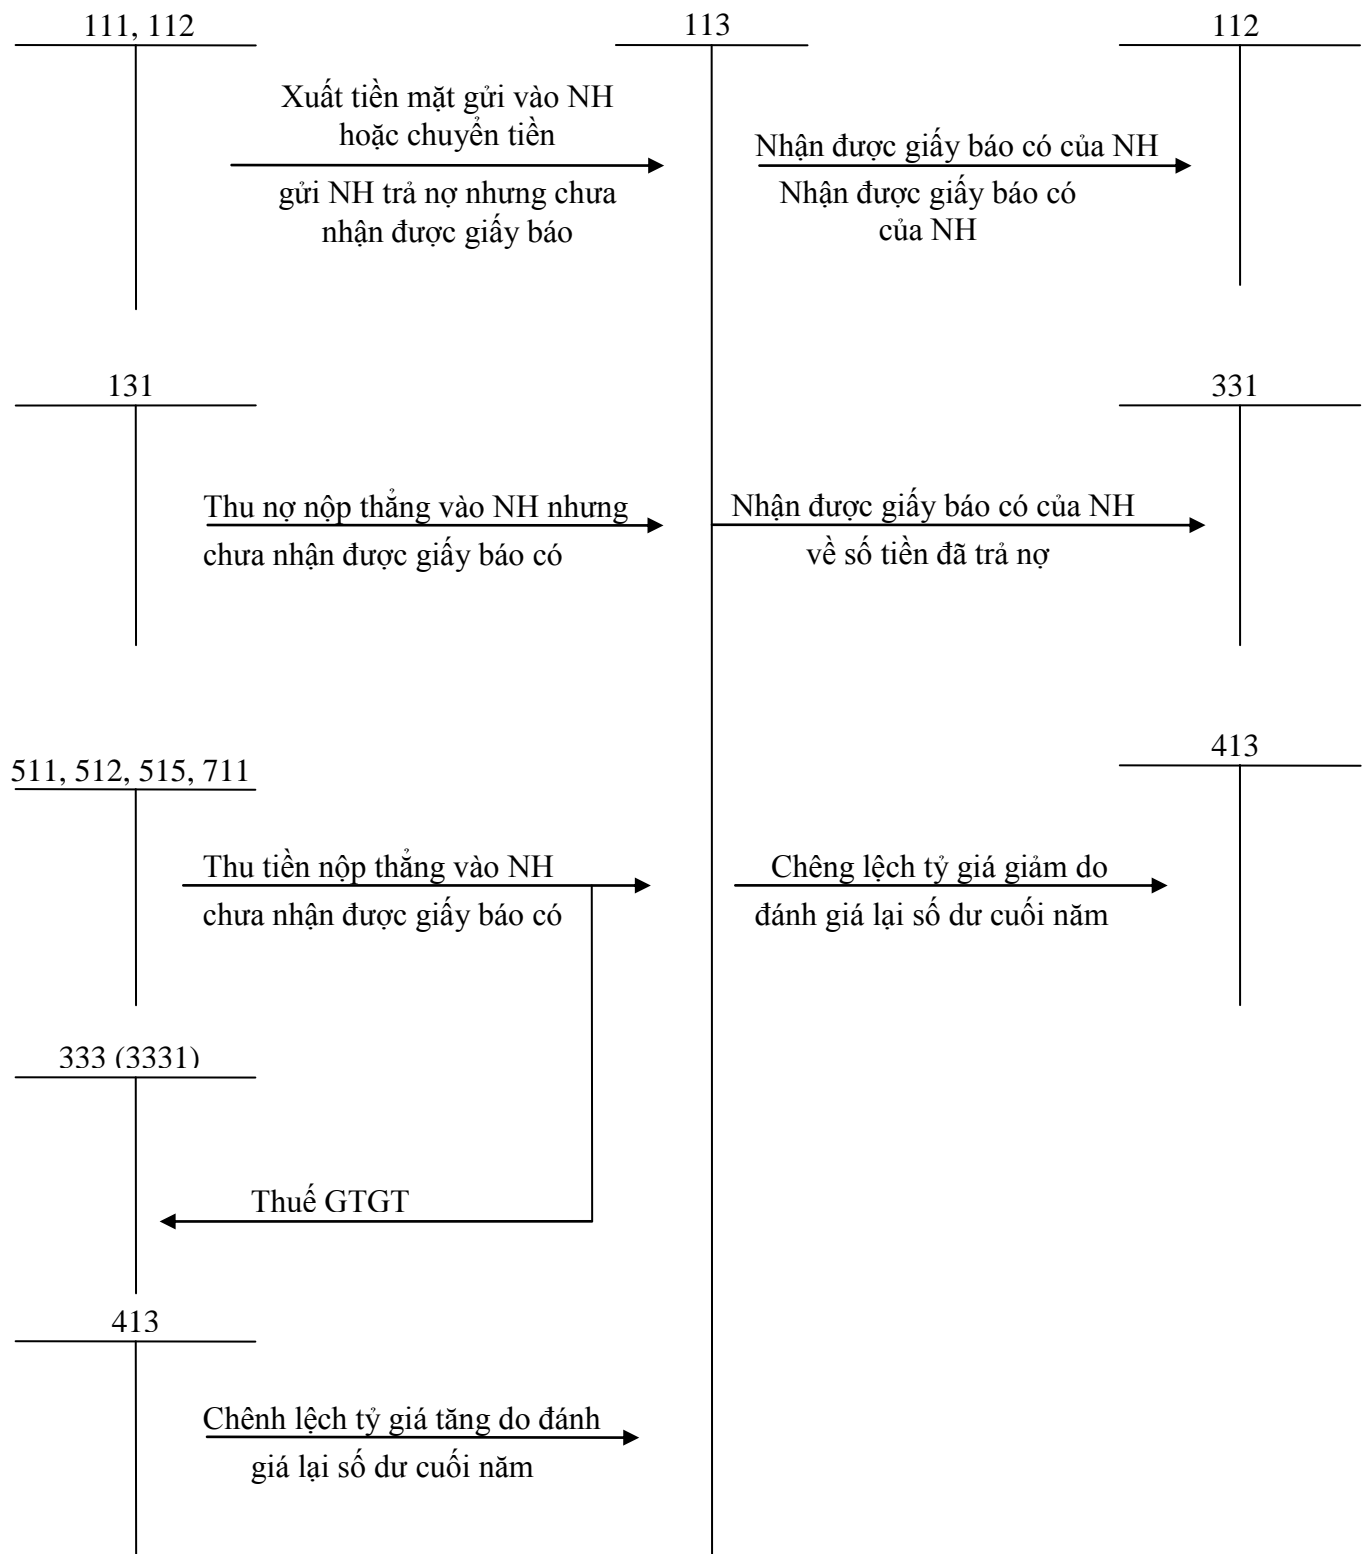 111, 112
113
112
Xuất tiền mặt gửi vào NH
hoặc chuyển tiền
gửi NH trả nợ nhưng chưa
nhận được giấy báo
Nhận được giấy báo có của NH
Nhận được giấy báo có
của NH
131
331
Thu nợ nộp thẳng vào NH nhưng
chưa nhận được giấy báo có
Nhận được giấy báo có của NH
về số tiền đã trả nợ
511, 512, 515, 711
413
Thu tiền nộp thẳng vào NH
chưa nhận được giấy báo có
Chêng lệch tỷ giá giảm do
đánh giá lại số dư cuối năm
333 (3331)
Thuế GTGT
413
Chênh lệch tỷ giá tăng do đánh
giá lại số dư cuối năm